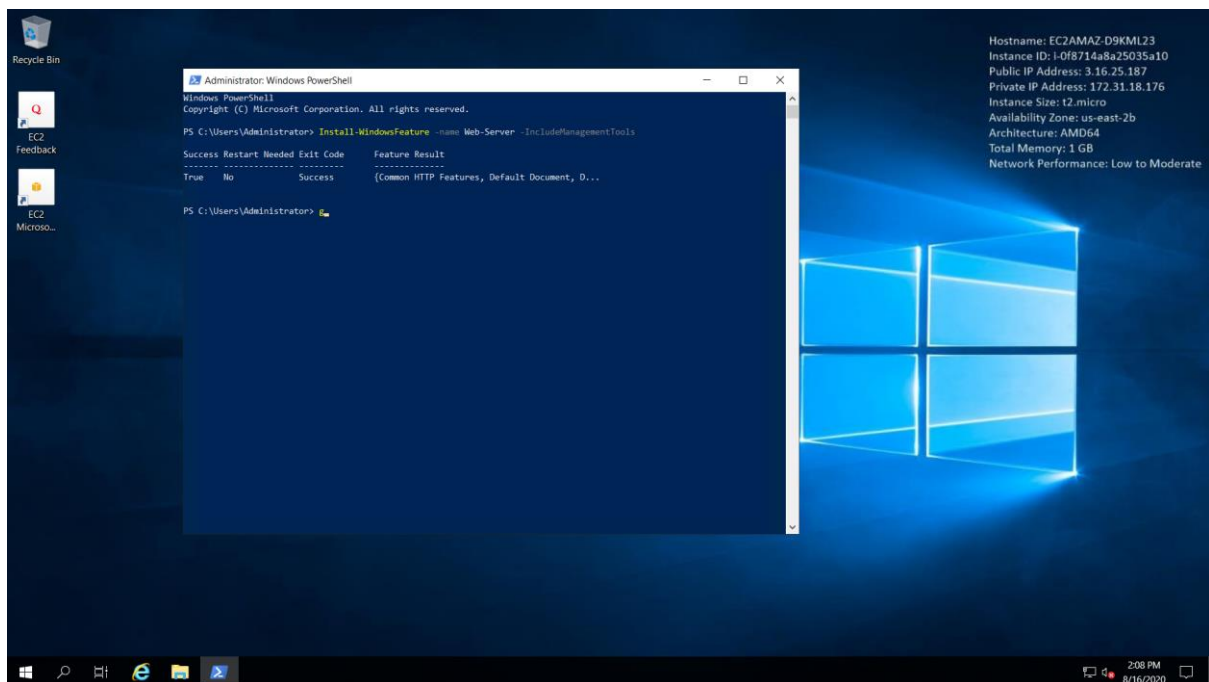 Recycle Bin
EC2
Feedback
EC2
Microso...
Administrator: Windows PowerShell
Windows PowerShell
Copyright (C) Microsoft Corporation. All rights reserved.
PS C:\Users\Administrator> Install-WindowsFeature -name Web-Server -IncludeManagementTools
Success Restart Needed Exit Code      Feature Result
------- -------------- ---------      --------------
True    No             Success        {Common HTTP Features, Default Document, D...
PS C:\Users\Administrator> g
Hostname: EC2AMAZ-D9KML23
Instance ID: i-0f8714a8a25035a10
Public IP Address: 3.16.25.187
Private IP Address: 172.31.18.176
Instance Size: t2.micro
Availability Zone: us-east-2b
Architecture: AMD64
Total Memory: 1 GB
Network Performance: Low to Moderate
2:08 PM
8/16/2020